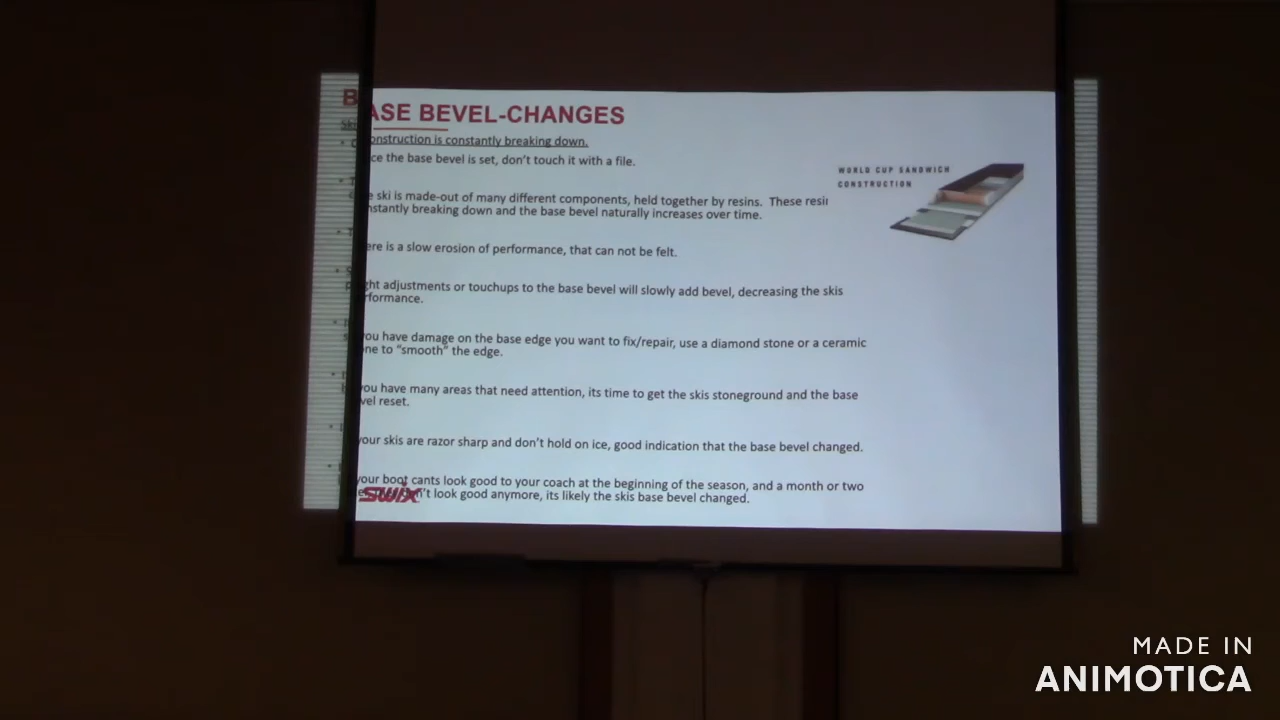 BASE BEVEL-CHANGES
construction is constantly breaking down.
ce the base bevel is set, don't touch it with a file.
e ski is made-out of many different components, held together by resins. These resi
nstantly breaking down and the base bevel naturally increases over time.
ere is a slow erosion of performance, that can not be felt.
ght adjustments or touchups to the base bevel will slowly add bevel, decreasing the skis
rformance.
you have damage on the base edge you want to fix/repair, use a diamond stone or a ceramic
ne to "smooth" the edge.
you have many areas that need attention, its time to get the skis stoneground and the base
vel reset.
your skis are razor sharp and don't hold on ice, good indication that the base bevel changed.
your boot cants look good to your coach at the beginning of the season, and a month or two
n't look good anymore, its likely the skis base bevel changed.
SWIX
WORLD CUP SANDWICH
CONSTRUCTION
MADE IN
ANIMOTICA